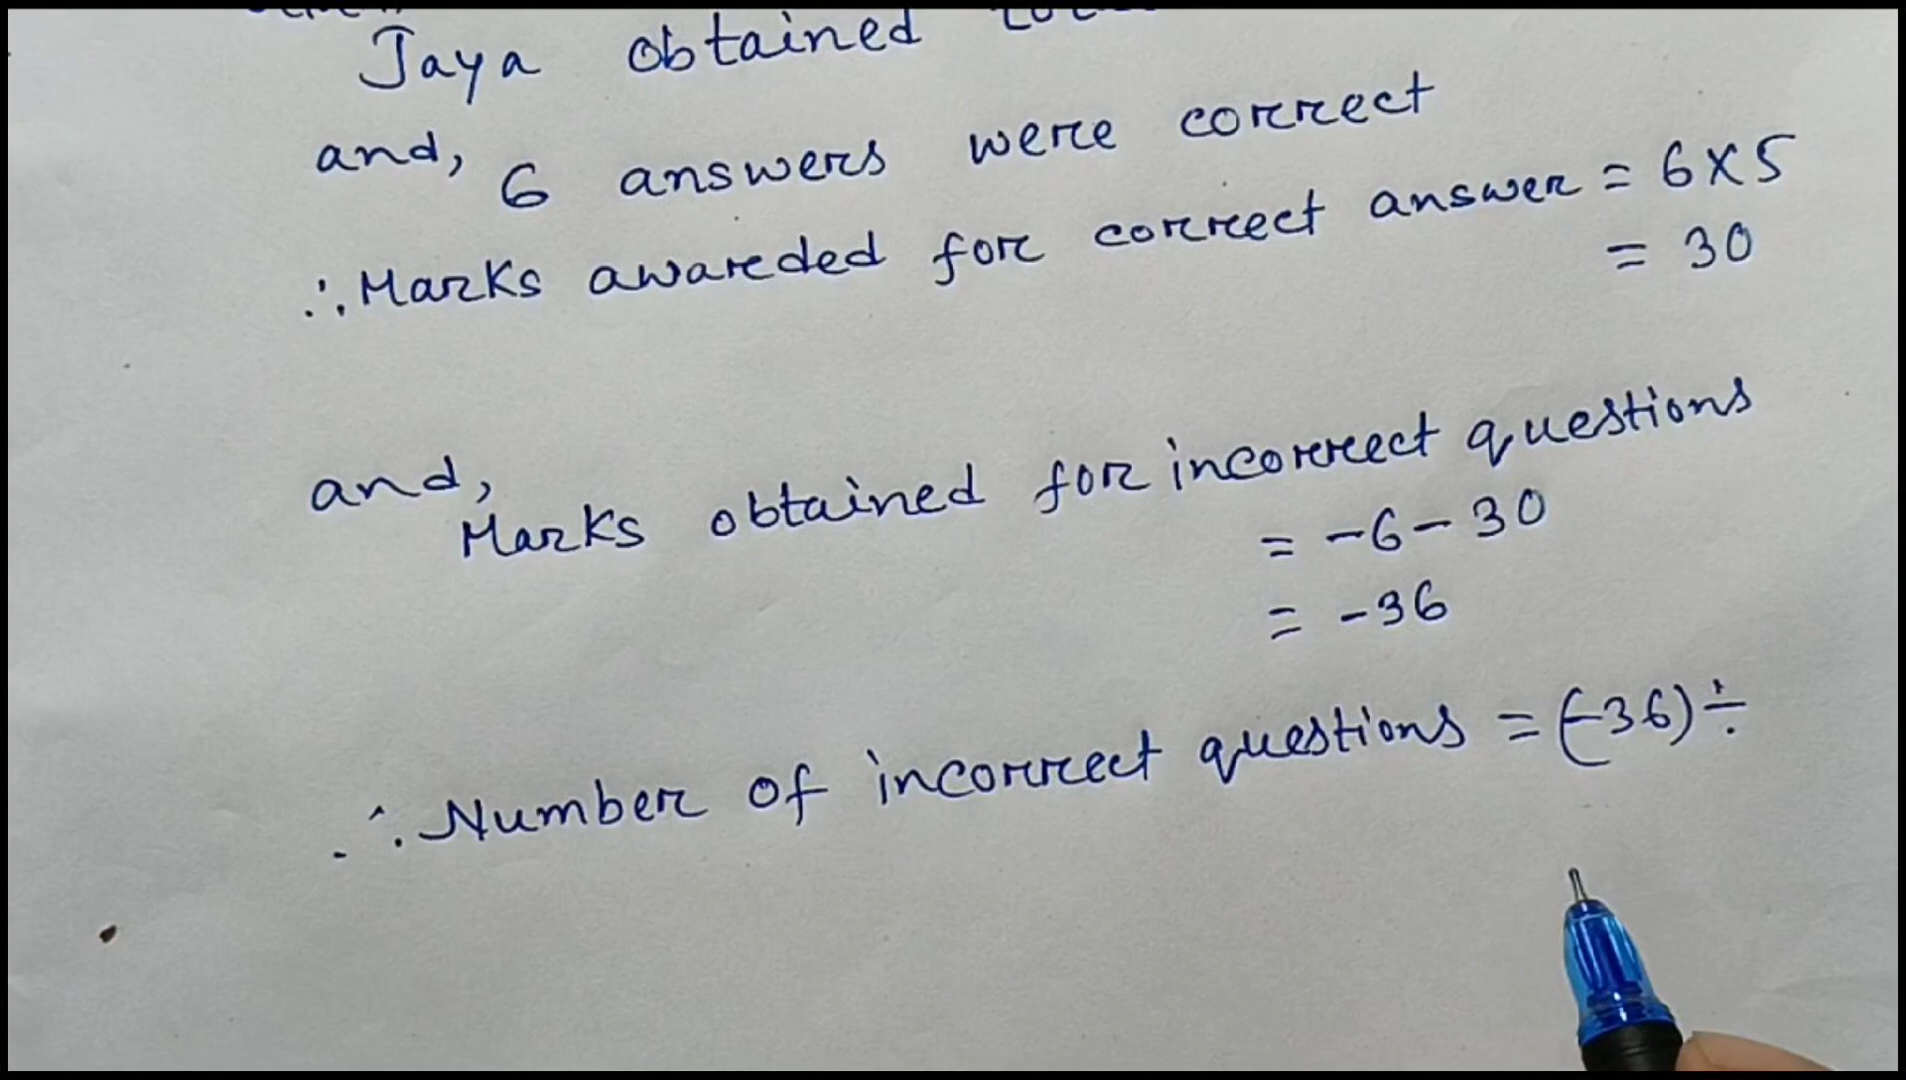 Jaya obtained
and, 6 answers were correct
∴ Marks awarded for correct answer = 6×5
= 30
and,
Marks obtained for incorrect questions
= -6-30
= -36
∴ Number of incorrect questions = (-36)÷